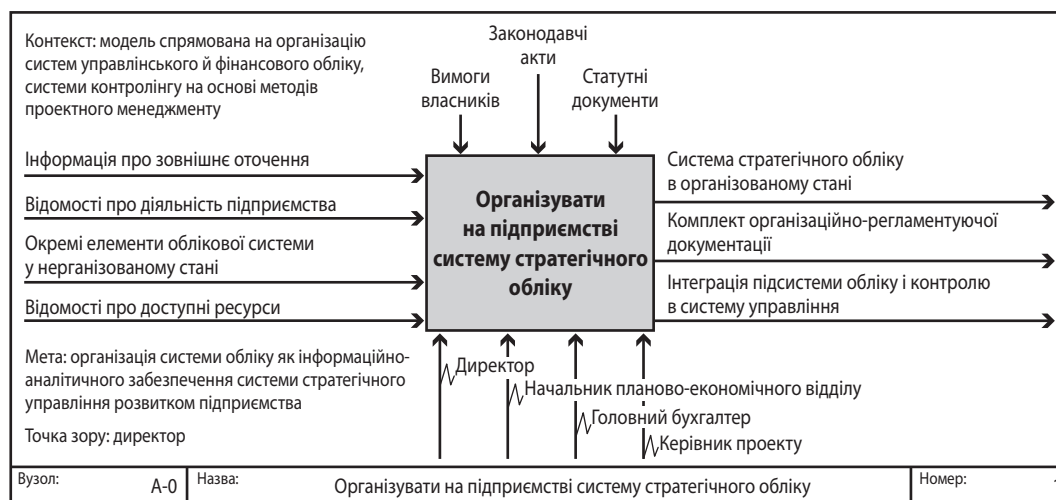 Контекст: модель спрямована на організацію
систем управлінського й фінансового обліку,
системи контролінгу на основі методів
проектного менеджменту
Законодавчі
акти
Вимоги
власників
Статутні
документи
Інформація про зовнішнє оточення
Відомості про діяльність підприємства
Окремі елементи облікової системи
у нерганізованому стані
Відомості про доступні ресурси
Організувати
на підприємстві
систему стратегічного
обліку
Система стратегічного обліку
в організованому стані
Комплект організаційно-регламентуючої
документації
Інтеграція підсистеми обліку і контролю
в систему управління
Мета: організація системи обліку як інформаційно-
аналітичного забезпечення системи стратегічного
управління розвитком підприємства
Точка зору: директор
Директор
Начальник планово-економічного відділу
Головний бухгалтер
Керівник проекту
Вузол: А-0
Назва: Організувати на підприємстві систему стратегічного обліку
Номер: